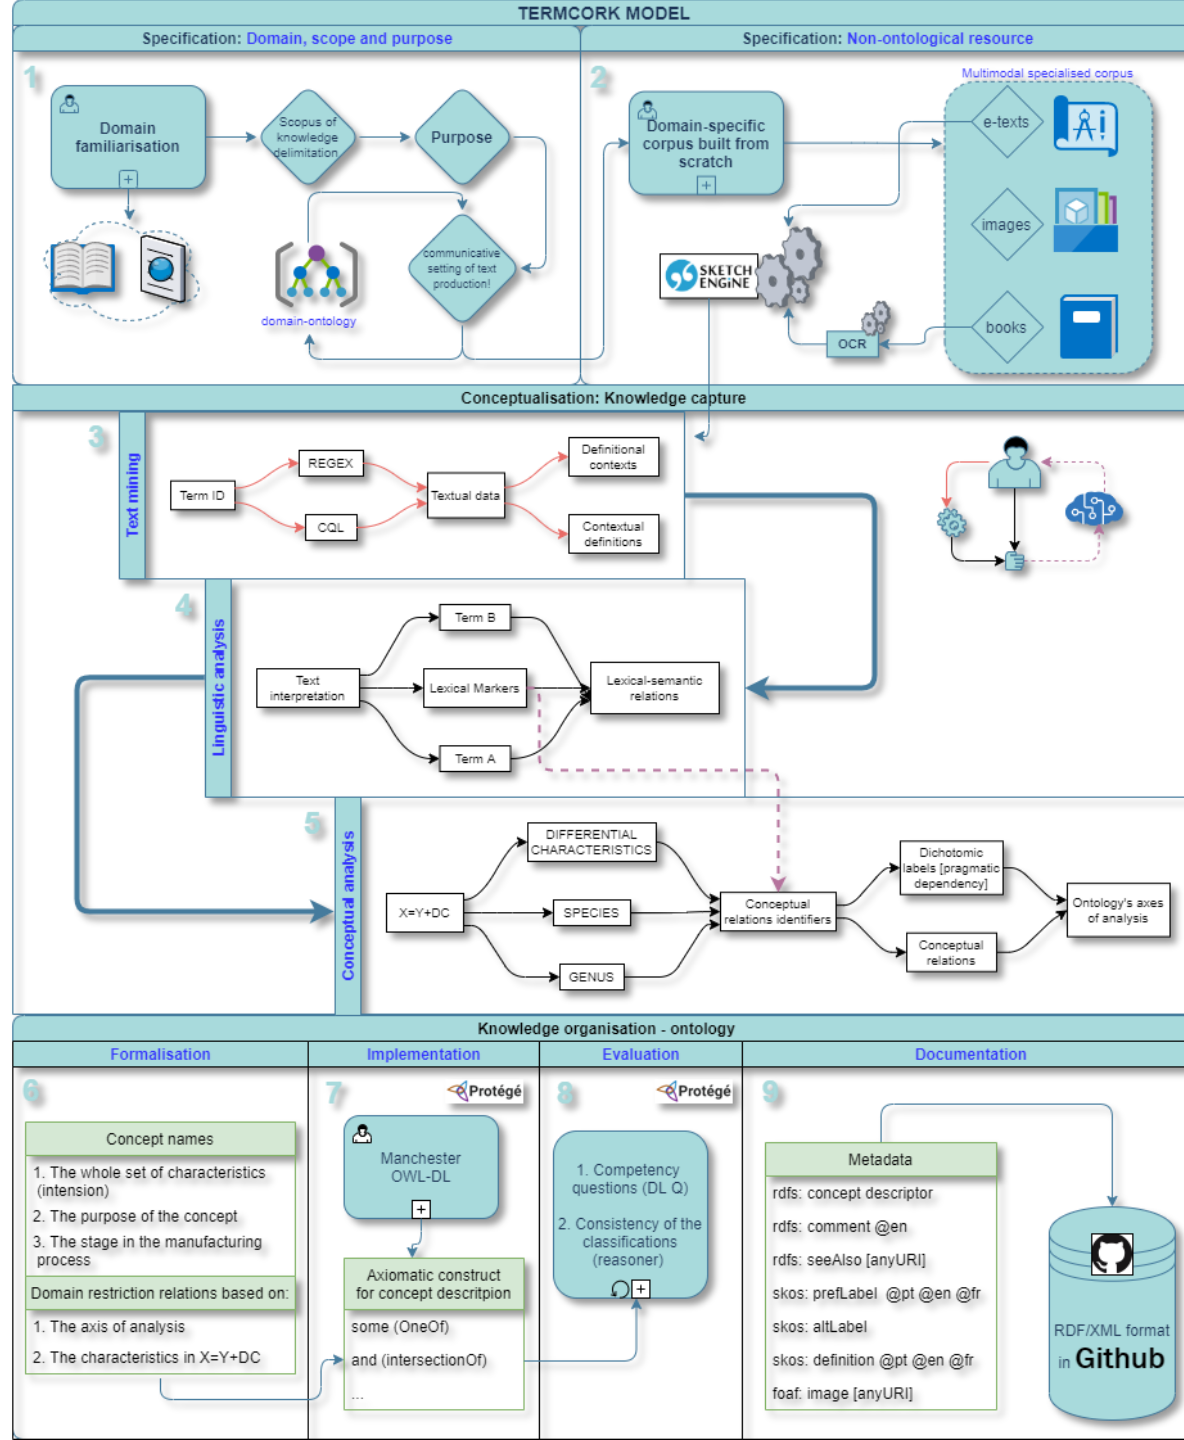 TERMCORK MODEL
Specification: Domain, scope and purpose
Specification: Non-ontological resource
1
Domain
familiarisation
Scopus of
knowledge
delimitation
Purpose
communicative
setting of text
production!
domain-ontology
2
Domain-specific
corpus built from
scratch
Multimodal specialised corpus
e-texts
images
books
SKETCH
ENGINE
OCR
Conceptualisation: Knowledge capture
3
Text mining
Term ID
REGEX
CQL
Textual data
Definitional
contexts
Contextual
definitions
4
Linguistic analysis
Text
interpretation
Term B
Lexical Markers
Term A
Lexical-semantic
relations
5
Conceptual analysis
X=Y+DC
DIFFERENTIAL
CHARACTERISTICS
SPECIES
GENUS
Conceptual
relations identifiers
Dichotomic
labels [pragmatic
dependency]
Conceptual
relations
Ontology's axes
of analysis
Knowledge organisation - ontology
Formalisation
Implementation
Evaluation
Documentation
6
Concept names
1. The whole set of characteristics
(intension)
2. The purpose of the concept
3. The stage in the manufacturing
process
Domain restriction relations based on:
1. The axis of analysis
2. The characteristics in X=Y+DC
7
Protégé
Manchester
OWL-DL
Axiomatic construct
for concept descritpion
some (OneOf)
and (intersectionOf)
...
8
Protégé
1. Competency
questions (DL Q)
2. Consistency of the
classifications
(reasoner)
9
Metadata
rdfs: concept descriptor
rdfs: comment @en
rdfs: seeAlso [anyURI]
skos: prefLabel @pt @en @fr
skos: altLabel
skos: definition @pt @en @fr
foaf: image [anyURI]
RDF/XML format
in Github